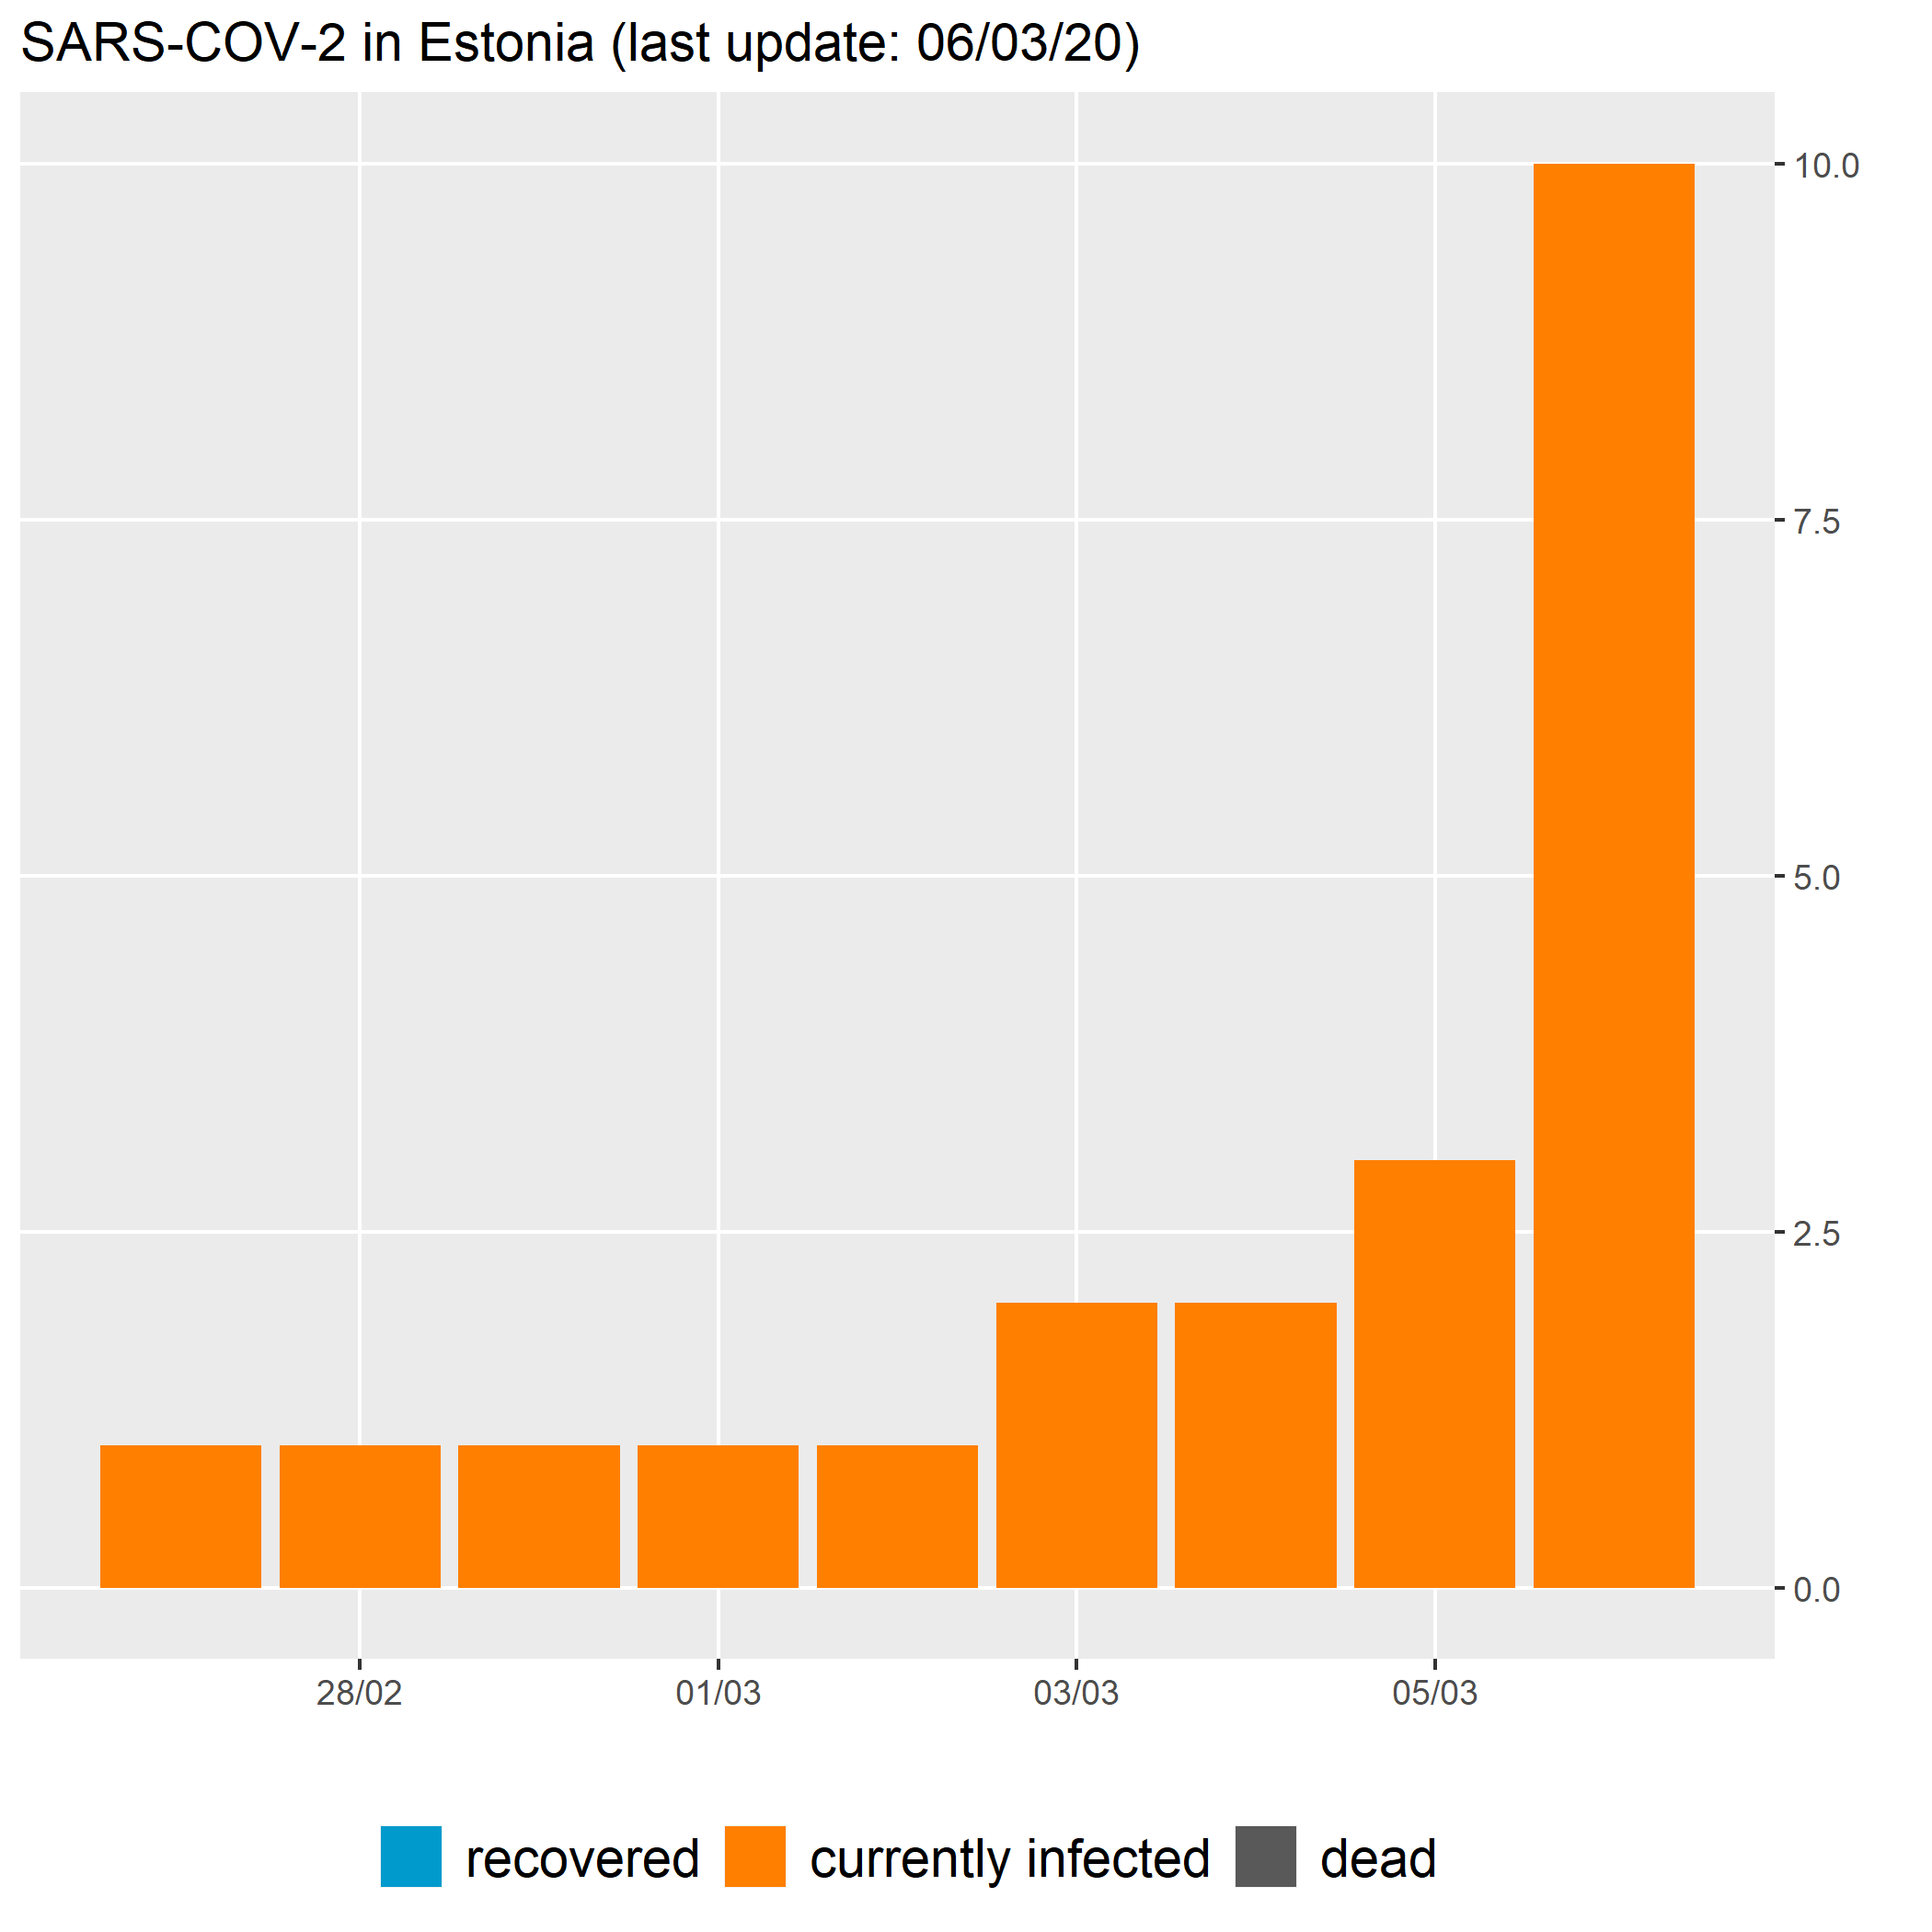 SARS-COV-2 in Estonia (last update: 06/03/20)
10.0
7.5
5.0
2.5
0.0
28/02 01/03 03/03 05/03
recovered currently infected dead